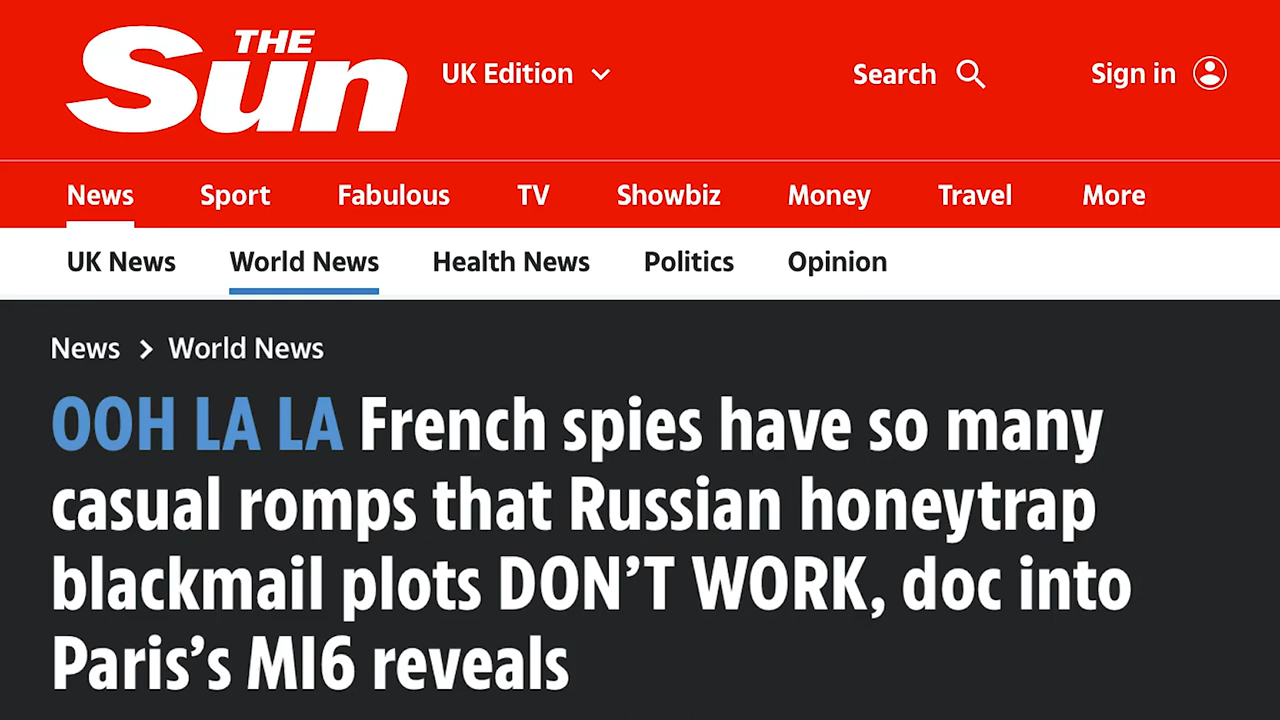 THE
Sun
UK Edition
Search
Sign in
News Sport Fabulous TV Showbiz Money Travel More
UK News World News Health News Politics Opinion
News > World News
OOH LA LA French spies have so many
casual romps that Russian honeytrap
blackmail plots DON'T WORK, doc into
Paris's MI6 reveals